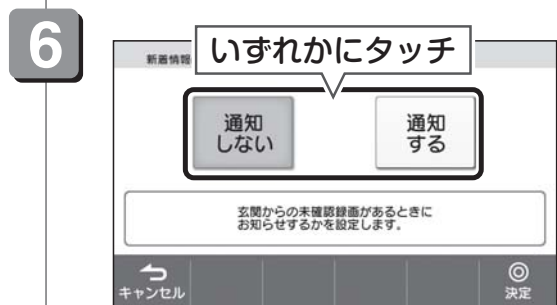 6
いずれかにタッチ
新着情報
通知
しない
通知
する
玄関からの未確認録画があるときに
お知らせするかを設定します。
キャンセル
決定